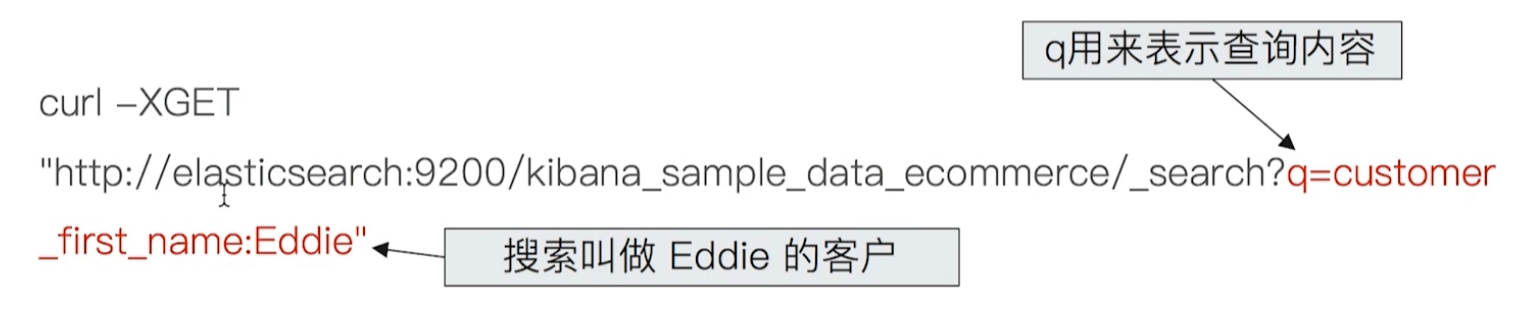 q用来表示查询内容
curl –XGET
"http://elasticsearch:9200/kibana_sample_data_ecommerce/_search?q=customer
_first_name:Eddie"
搜索叫做 Eddie 的客户